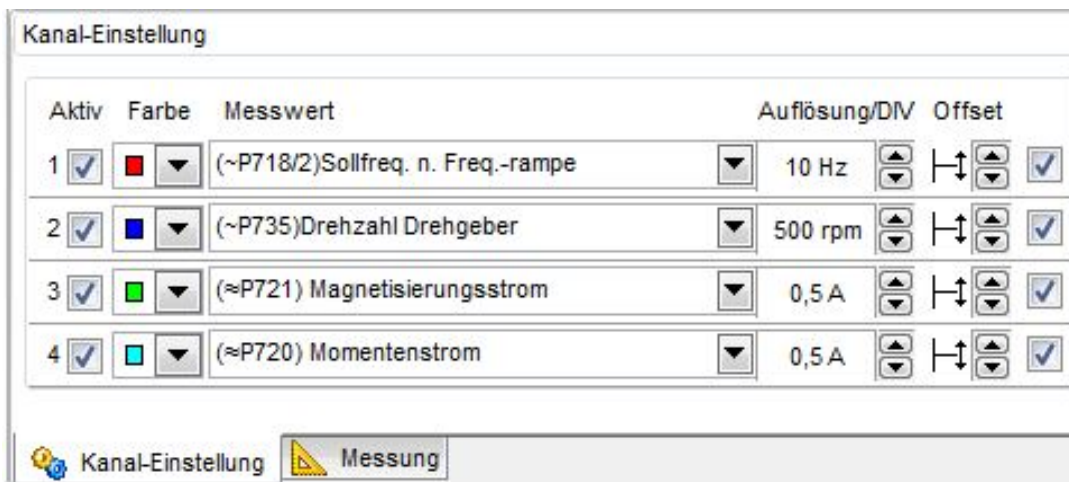 Kanal-Einstellung
Aktiv Farbe Messwert Auflösung/DIV Offset
1 (~P718/2)Sollfreq. n. Freq.-rampe 10 Hz
2 (~P735)Drehzahl Drehgeber 500 rpm
3 (≈P721) Magnetisierungsstrom 0,5 A
4 (≈P720) Momentenstrom 0,5 A
Kanal-Einstellung Messung